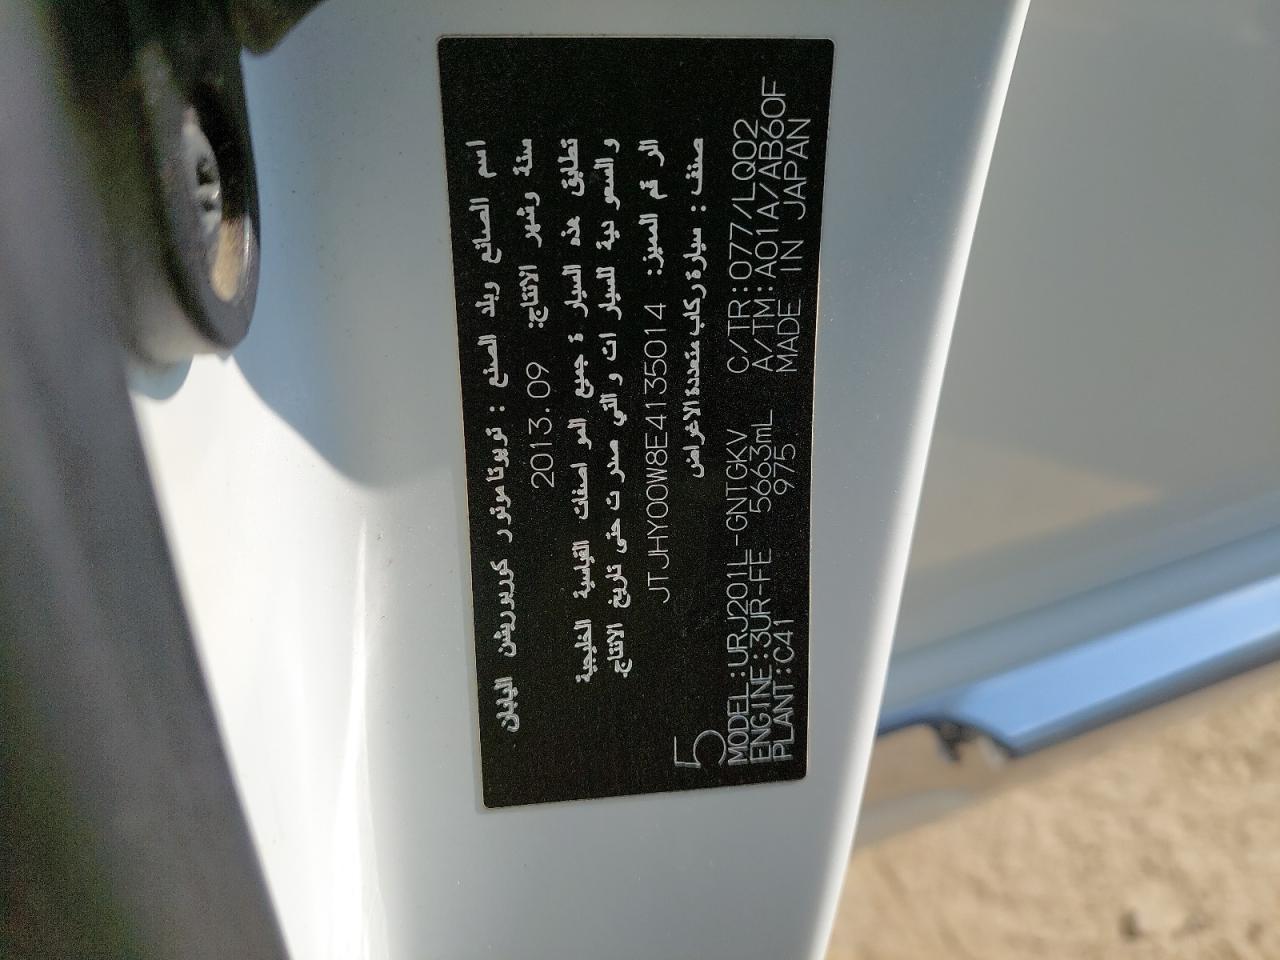 اسم الصانع وبلد الصنع : تويوتا موتور كوربوريشن اليابان
سنة وشهر الانتاج: 2013.09
تطابق هذه السيارة جميع المواصفات القياسية الخليجية
والسعودية للسيارات والتي صدرت حتى تاريخ الانتاج.
الرقم المميز: JTJHY00W8E4135014
صنف : سيارة ركاب متعددة الاغراض
5
MODEL:URJ201L-GNTGKV C/TR:077/LQ02
ENGINE:3UR-FE 5663mL A/TM:A01A/AB60F
PLANT:C41 975 MADE IN JAPAN